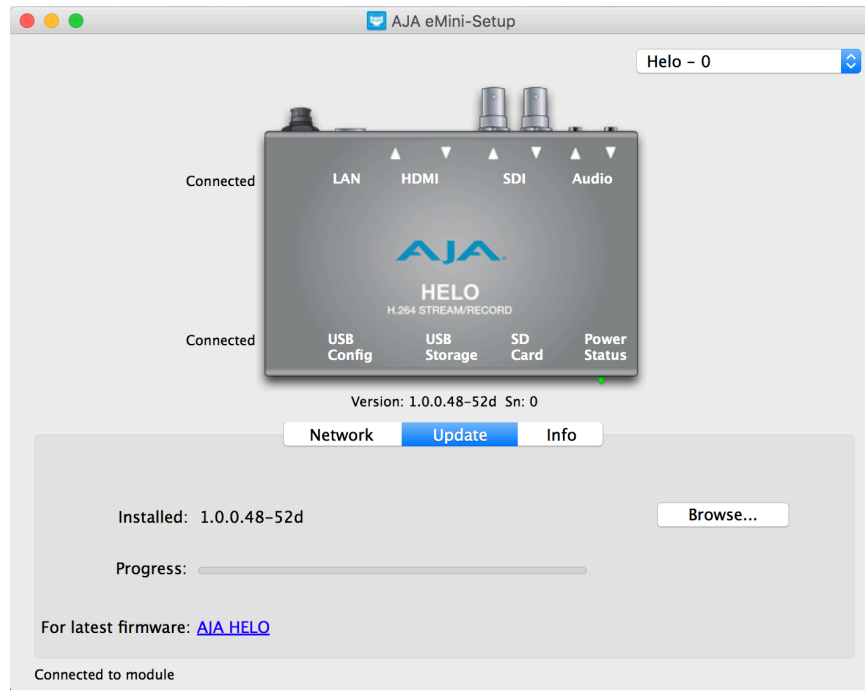 AJA eMini-Setup
Helo – 0
Connected
LAN HDMI SDI Audio
AJA.
HELO
H.264 STREAM/RECORD
Connected
USB Config USB Storage SD Card Power Status
Version: 1.0.0.48–52d Sn: 0
Network Update Info
Installed: 1.0.0.48–52d Browse...
Progress:
For latest firmware: AJA HELO
Connected to module